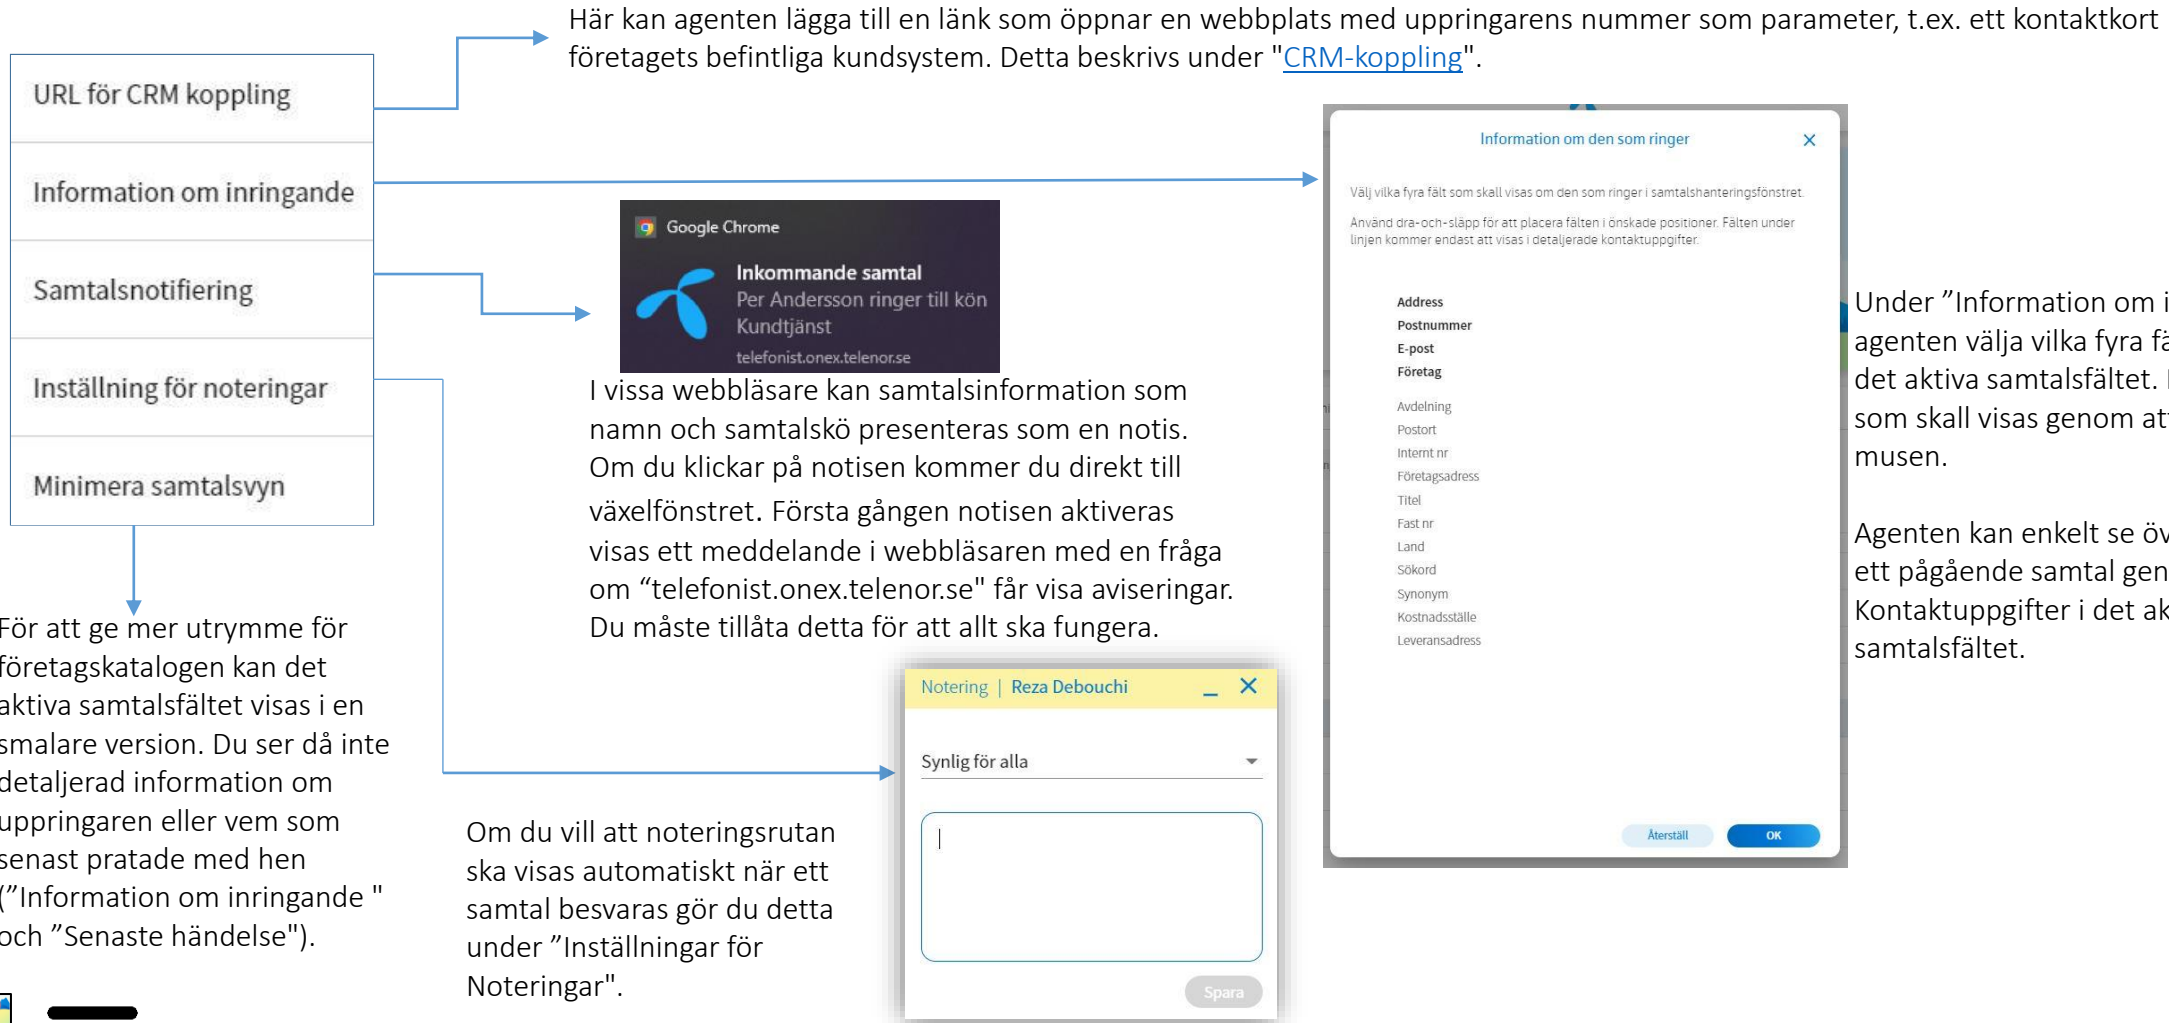 Här kan agenten lägga till en länk som öppnar en webbplats med uppringarens nummer som parameter, t.ex. ett kontaktkort
företagets befintliga kundsystem. Detta beskrivs under "CRM-koppling".
URL för CRM koppling
Information om inringande
Samtalsnotifiering
Inställning för noteringar
Minimera samtalsvyn
För att ge mer utrymme för
företagskatalogen kan det
aktiva samtalsfältet visas i en
smalare version. Du ser då inte
detaljerad information om
uppringaren eller vem som
senast pratade med hen
(”Information om inringande "
och ”Senaste händelse").
Google Chrome
Inkommande samtal
Per Andersson ringer till kön
Kundtjänst
telefonist.onex.telenor.se
I vissa webbläsare kan samtalsinformation som
namn och samtalskö presenteras som en notis.
Om du klickar på notisen kommer du direkt till
växelfönstret. Första gången notisen aktiveras
visas ett meddelande i webbläsaren med en fråga
om “telefonist.onex.telenor.se" får visa aviseringar.
Du måste tillåta detta för att allt ska fungera.
Om du vill att noteringsrutan
ska visas automatiskt när ett
samtal besvaras gör du detta
under ”Inställningar för
Noteringar".
Notering | Reza Debouchi
Synlig för alla
Spara
Information om den som ringer
Välj vilka fyra fält som skall visas om den som ringer i samtalshanteringsfönstret.
Använd dra-och-släpp för att placera fälten i önskade positioner. Fälten under
linjen kommer endast att visas i detaljerade kontaktuppgifter.
Address
Postnummer
E-post
Företag
Avdelning
Postort
Internt nr
Företagsadress
Titel
Fast nr
Land
Sökord
Synonym
Kostnadsställe
Leveransadress
Återställ
OK
Under ”Information om i
agenten välja vilka fyra
det aktiva samtalsfältet.
som skall visas genom att
musen.
Agenten kan enkelt se öv
ett pågående samtal gen
Kontaktuppgifter i det ak
samtalsfältet.